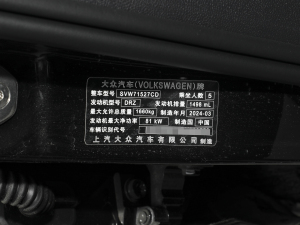 大众汽车(VOLKSWAGEN)牌
整车型号 SVW71527CD 乘坐人数 5
发动机型号 DRZ 发动机排量 1498 mL
最大允许总质量 1660kg 制造年月 2024-03
发动机最大净功率 81 kW 制造国 中国
车辆识别代号
上汽大众汽车有限公司 制造